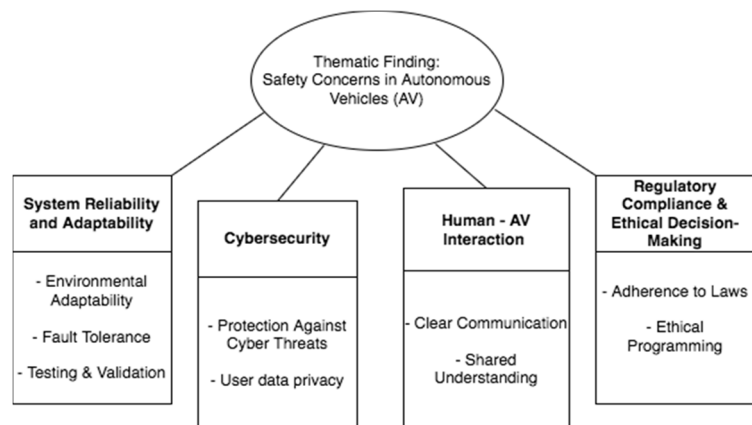 Thematic Finding:
Safety Concerns in Autonomous
Vehicles (AV)
System Reliability
and Adaptability
- Environmental
Adaptability
- Fault Tolerance
- Testing & Validation
Cybersecurity
- Protection Against
Cyber Threats
- User data privacy
Human - AV
Interaction
- Clear Communication
- Shared
Understanding
Regulatory
Compliance &
Ethical Decision-
Making
- Adherence to Laws
- Ethical
Programming